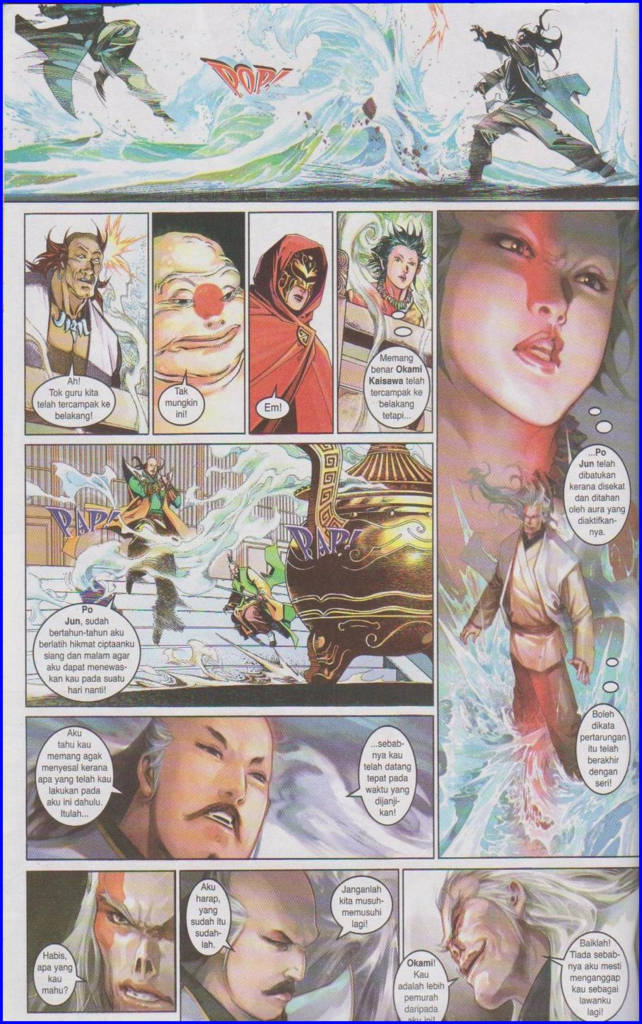 POP!
Ah!
Tok guru kita
telah tercampak ke
belakang!
Tak
mungkin
ini!
Em!
Memang
benar Okami
Kaisawa telah
tercampak ke
belakang
tetapi...
...Po
Jun telah
dibatukan
kerana disekat
dan ditahan
oleh aura yang
diaktifkan-
nya.
Boleh
dikata
pertarungan
itu telah
berakhir
dengan
seri!
PAP!
PAP!
Po
Jun, sudah
bertahun-tahun aku
berlatih hikmat ciptaanku
siang dan malam agar
aku dapat menewas-
kan kau pada suatu
hari nanti!
Aku
tahu kau
memang agak
menyesal kerana
apa yang telah kau
lakukan pada
aku ini dahulu.
Itulah...
...sebab-
nya kau
telah datang
tepat pada
waktu yang
dijanji-
kan!
Habis,
apa yang
kau
mahu?
Aku
harap,
yang
sudah itu
sudah-
lah.
Janganlah
kita musuh-
memusuhi
lagi!
Okami!
Kau
adalah lebih
pemurah
daripada
aku ini!
Baiklah!
Tiada sebab-
nya aku mesti
menganggap
kau sebagai
lawanku
lagi!